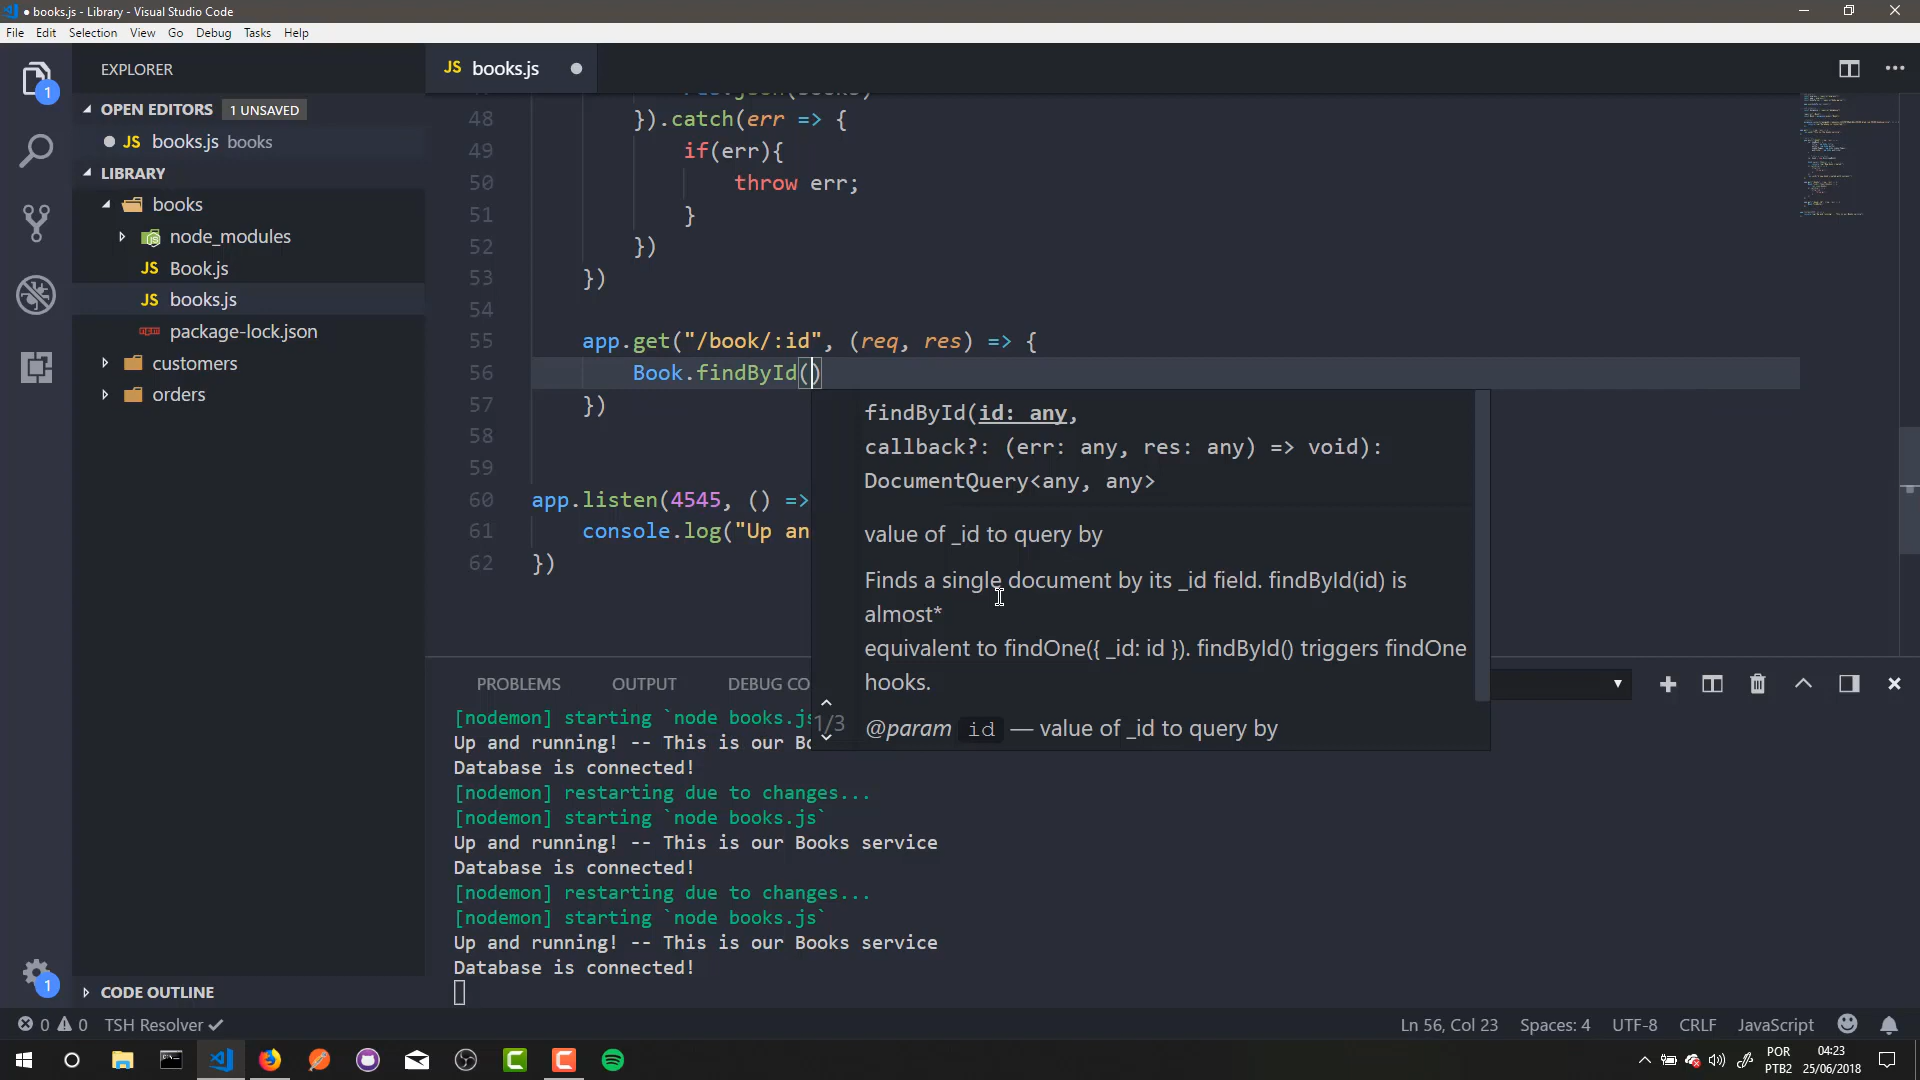 ● books.js - Library - Visual Studio Code
File Edit Selection View Go Debug Tasks Help
EXPLORER
1
OPEN EDITORS 1 UNSAVED
JS books.js books
LIBRARY
books
node_modules
JS Book.js
JS books.js
package-lock.json
customers
orders
CODE OUTLINE
1
JS books.js
48 }).catch(err => {
49 if(err){
50 throw err;
51 }
52 })
53 })
54
55 app.get("/book/:id", (req, res) => {
56 Book.findById()
57 })
58
59
60 app.listen(4545, () =>
61 console.log("Up an
62 })
findById(id: any,
callback?: (err: any, res: any) => void):
DocumentQuery<any, any>
value of _id to query by
Finds a single document by its _id field. findById(id) is
almost*
equivalent to findOne({ _id: id }). findById() triggers findOne
hooks.
1/3
@param id — value of _id to query by
PROBLEMS OUTPUT DEBUG CO
[nodemon] starting `node books.js
Up and running! -- This is our Bo
Database is connected!
[nodemon] restarting due to changes...
[nodemon] starting `node books.js`
Up and running! -- This is our Books service
Database is connected!
[nodemon] restarting due to changes...
[nodemon] starting `node books.js`
Up and running! -- This is our Books service
Database is connected!
0 0 TSH Resolver
Ln 56, Col 23 Spaces: 4 UTF-8 CRLF JavaScript
POR
PTB2
04:23
25/06/2018